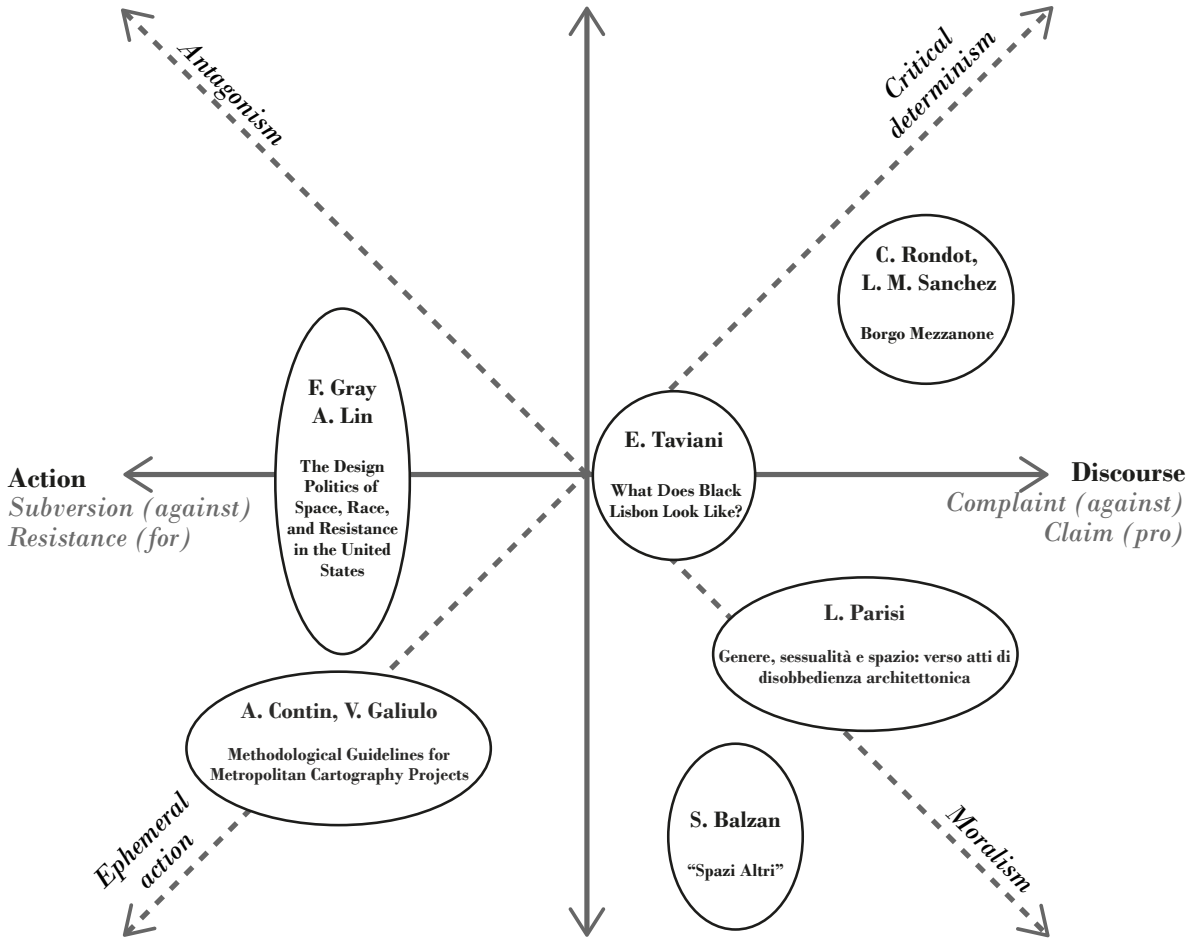 Antagonism
Critical
determinism
C. Rondot,
L. M. Sanchez
Borgo Mezzanone
F. Gray
A. Lin
The Design
Politics of
Space, Race,
and Resistance
in the United
States
E. Taviani
What Does Black
Lisbon Look Like?
Action
Subversion (against)
Resistance (for)
Discourse
Complaint (against)
Claim (pro)
L. Parisi
Genere, sessualità e spazio: verso atti di
disobbedienza architettonica
A. Contin, V. Galiulo
Methodological Guidelines for
Metropolitan Cartography Projects
S. Balzan
“Spazi Altri”
Ephemeral
action
Moralism